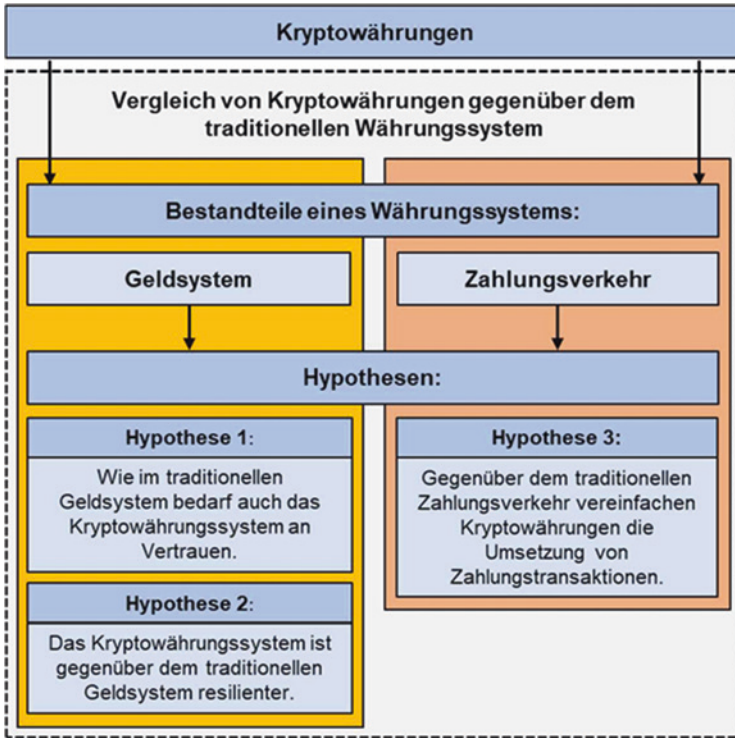 Kryptowährungen
Vergleich von Kryptowährungen gegenüber dem
traditionellen Währungssystem
Bestandteile eines Währungssystems:
Geldsystem
Zahlungsverkehr
Hypothesen:
Hypothese 1:
Wie im traditionellen
Geldsystem bedarf auch das
Kryptowährungssystem an
Vertrauen.
Hypothese 2:
Das Kryptowährungssystem ist
gegenüber dem traditionellen
Geldsystem resilienter.
Hypothese 3:
Gegenüber dem traditionellen
Zahlungsverkehr vereinfachen
Kryptowährungen die
Umsetzung von
Zahlungstransaktionen.